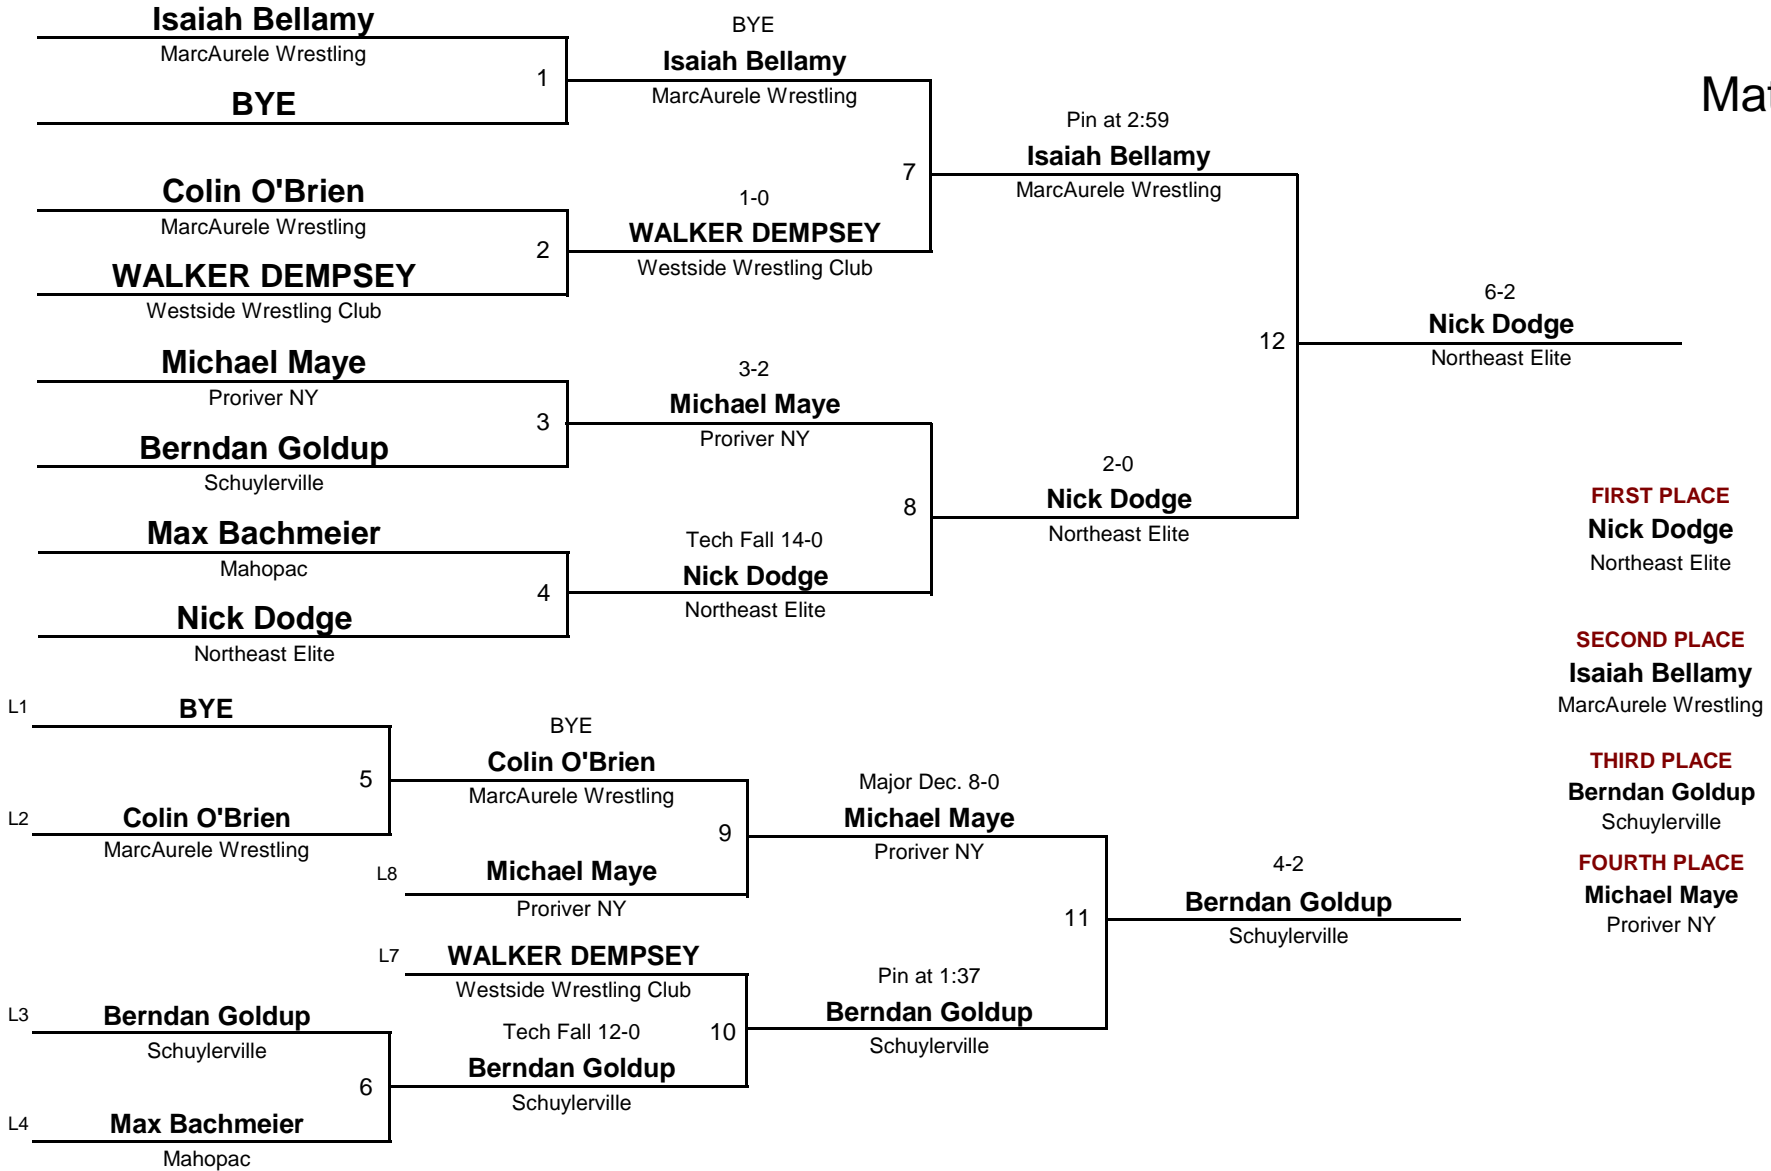 Isaiah Bellamy
MarcAurele Wrestling
1
BYE
BYE
Isaiah Bellamy
MarcAurele Wrestling
Colin O'Brien
MarcAurele Wrestling
2
WALKER DEMPSEY
Westside Wrestling Club
1-0
WALKER DEMPSEY
Westside Wrestling Club
7
Pin at 2:59
Isaiah Bellamy
MarcAurele Wrestling
Michael Maye
Proriver NY
3
Berndan Goldup
Schuylerville
3-2
Michael Maye
Proriver NY
Max Bachmeier
Mahopac
4
Nick Dodge
Northeast Elite
Tech Fall 14-0
Nick Dodge
Northeast Elite
8
2-0
Nick Dodge
Northeast Elite
12
6-2
Nick Dodge
Northeast Elite
L1
BYE
5
L2
Colin O'Brien
MarcAurele Wrestling
BYE
Colin O'Brien
MarcAurele Wrestling
9
L8
Michael Maye
Proriver NY
Major Dec. 8-0
Michael Maye
Proriver NY
L7
WALKER DEMPSEY
Westside Wrestling Club
10
L3
Berndan Goldup
Schuylerville
6
L4
Max Bachmeier
Mahopac
Tech Fall 12-0
Berndan Goldup
Schuylerville
Pin at 1:37
Berndan Goldup
Schuylerville
11
4-2
Berndan Goldup
Schuylerville
FIRST PLACE
Nick Dodge
Northeast Elite
SECOND PLACE
Isaiah Bellamy
MarcAurele Wrestling
THIRD PLACE
Berndan Goldup
Schuylerville
FOURTH PLACE
Michael Maye
Proriver NY